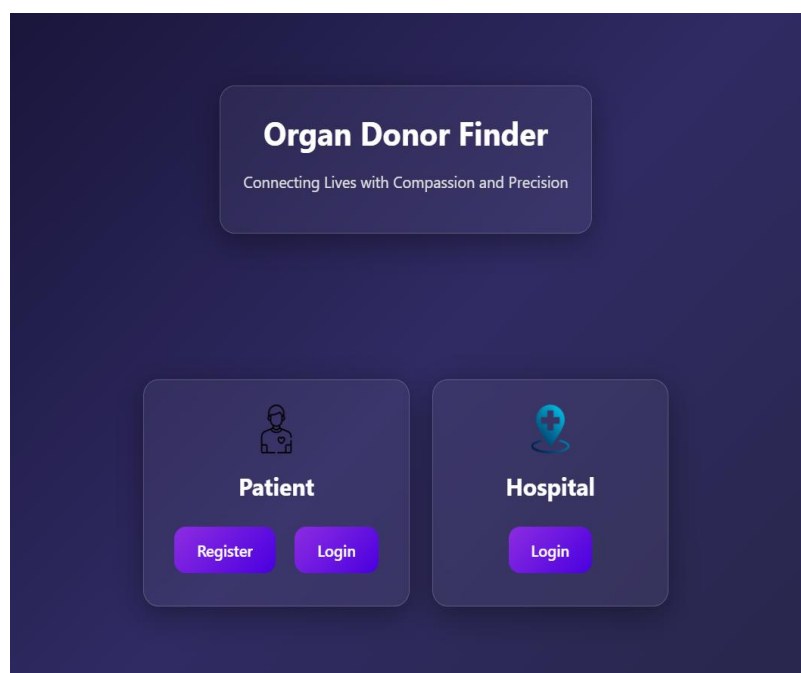 Organ Donor Finder
Connecting Lives with Compassion and Precision
Patient
Register
Login
Hospital
Login